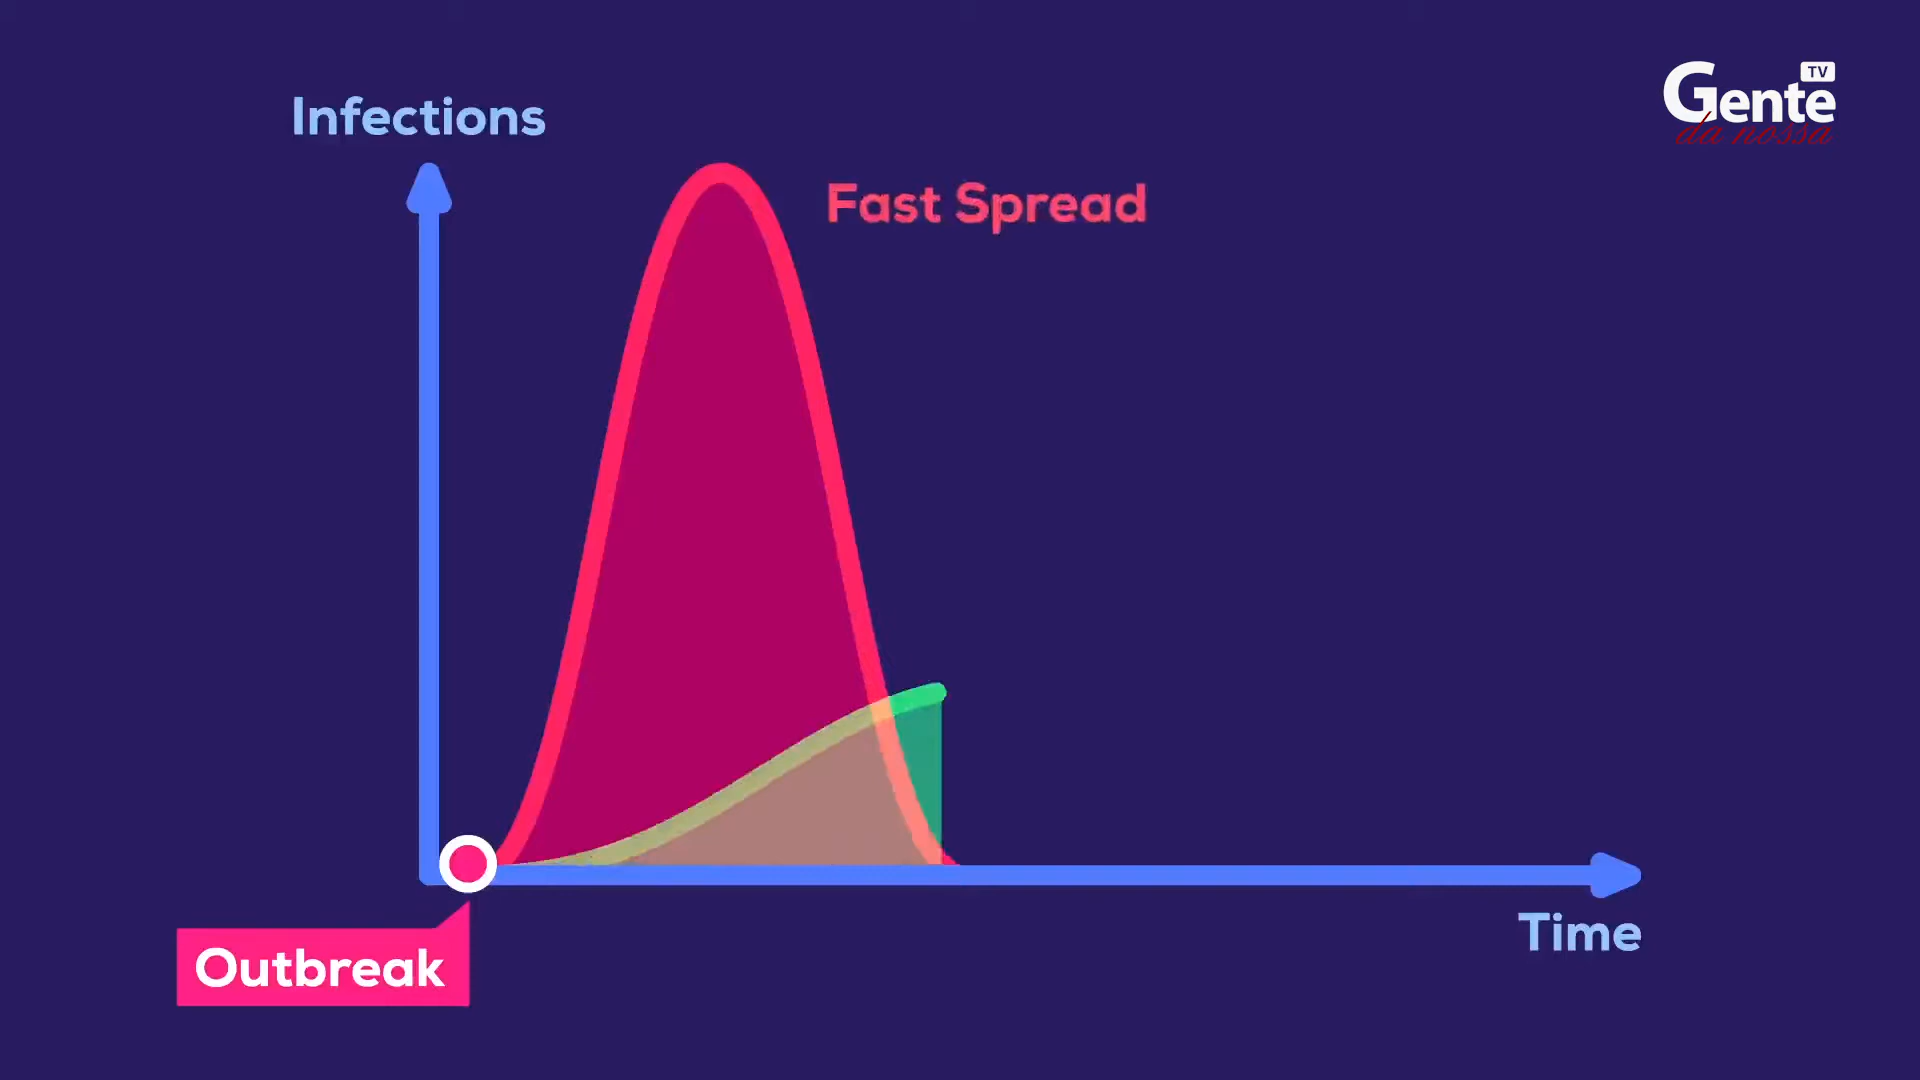 Infections
Fast Spread
TV
Gente
da nossa
Time
Outbreak